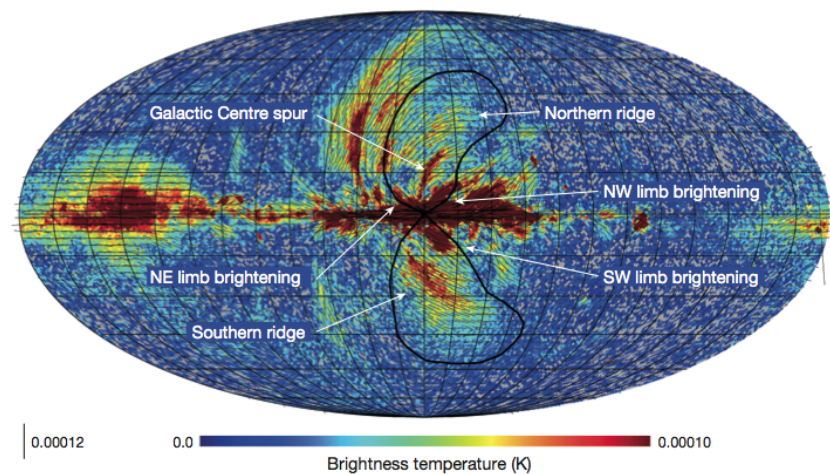 Galactic Centre spur
Northern ridge
NW limb brightening
NE limb brightening
SW limb brightening
Southern ridge
0.00012
0.0
0.00010
Brightness temperature (K)